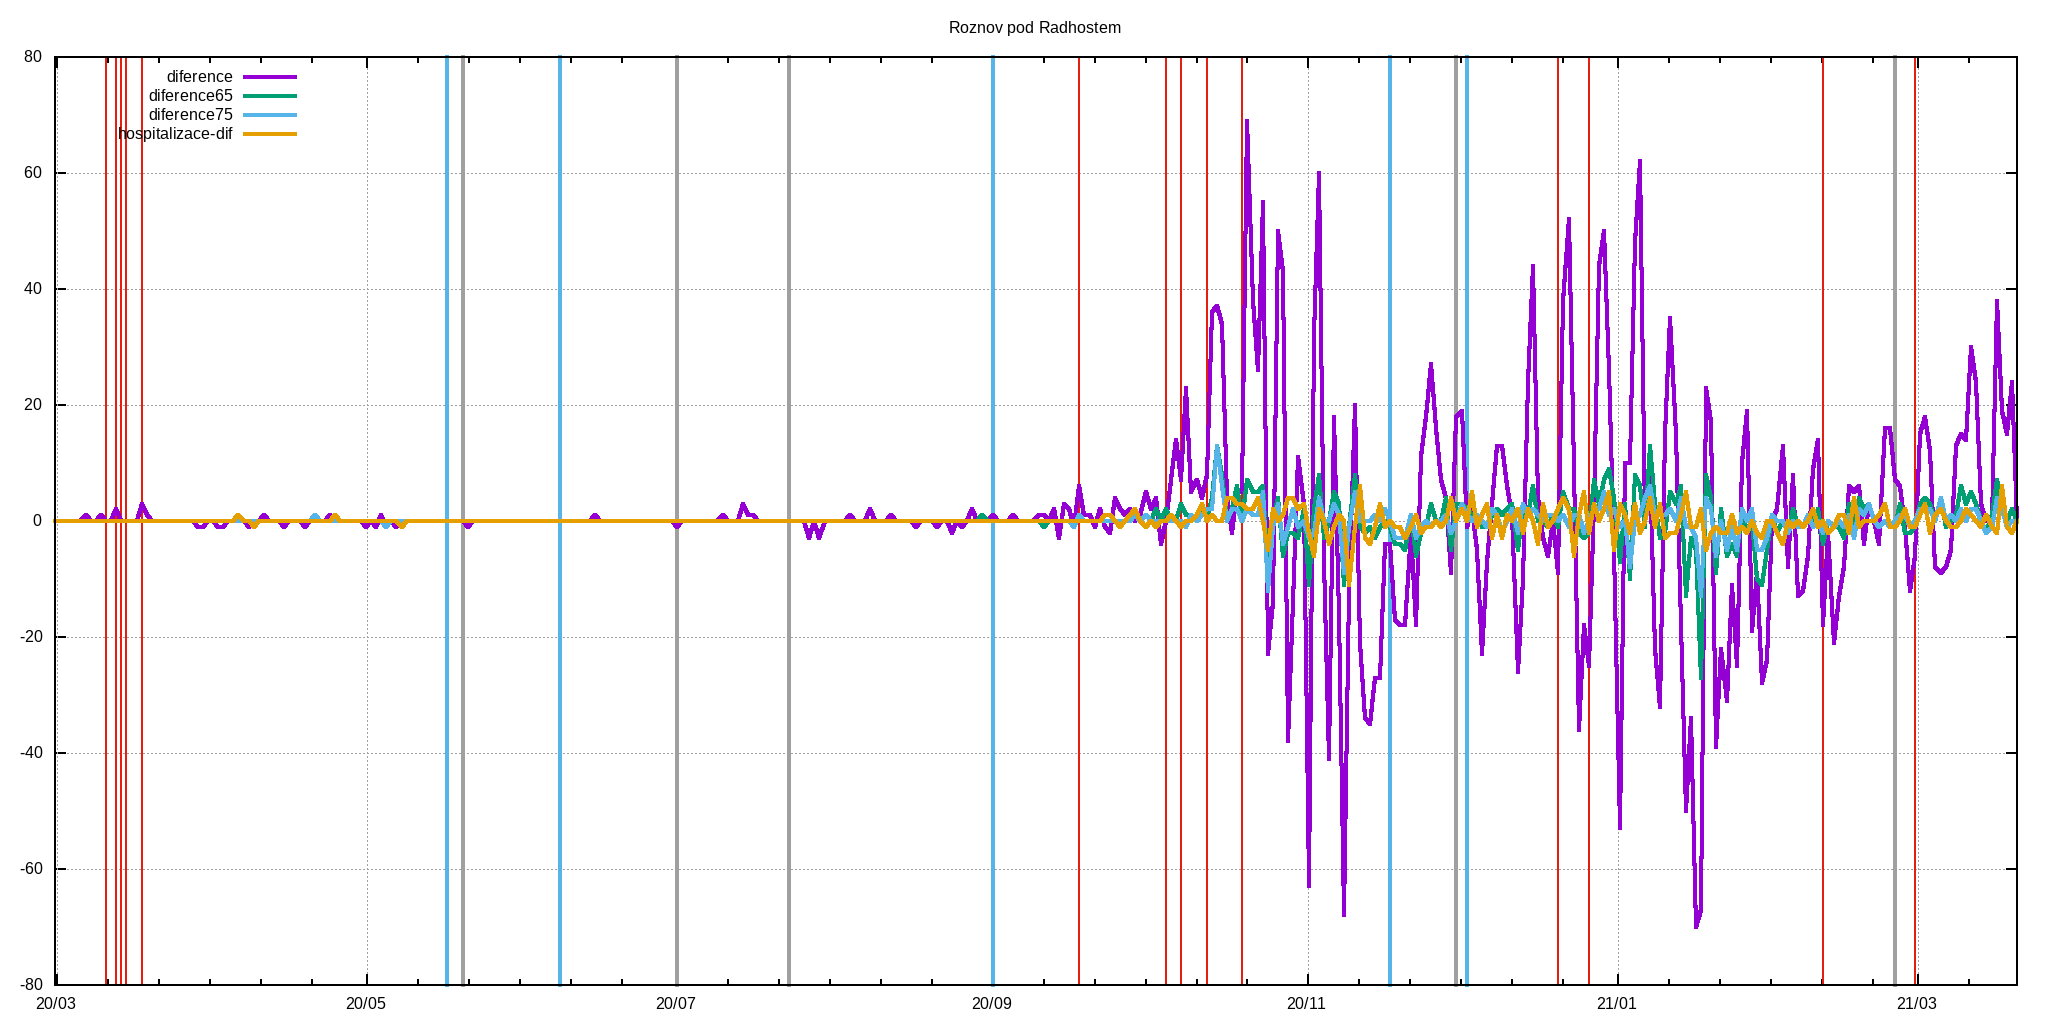 Roznov pod Radhostem
80
diference
diference65
diference75
hospitalizace-dif
60
40
20
0
-20
-40
-60
-80
20/03 20/05 20/07 20/09 20/11 21/01 21/03